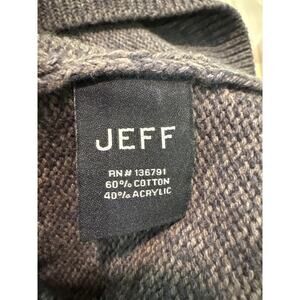 JEFF
RN# 136791
60% COTTON
40% ACRYLIC